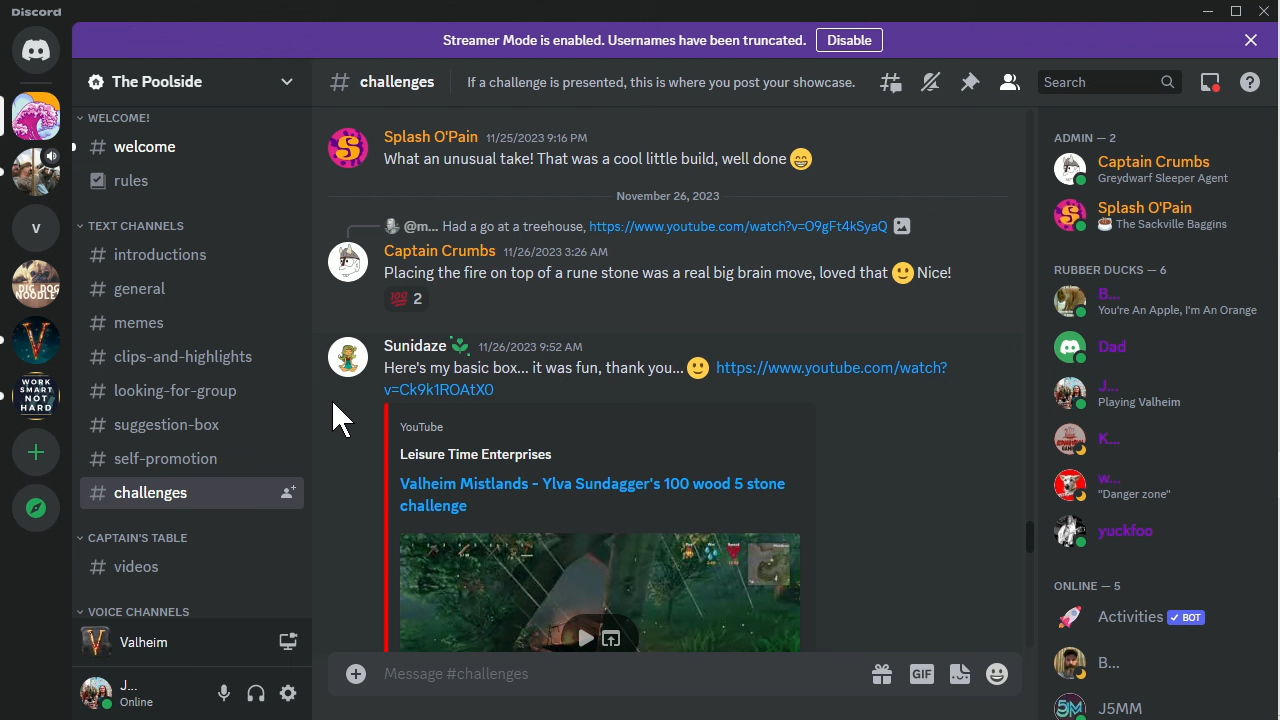 Discord
Streamer Mode is enabled. Usernames have been truncated.
Disable
The Poolside
challenges
If a challenge is presented, this is where you post your showcase.
Search
WELCOME!
welcome
rules
TEXT CHANNELS
introductions
general
memes
clips-and-highlights
looking-for-group
suggestion-box
self-promotion
challenges
CAPTAIN'S TABLE
videos
VOICE CHANNELS
Valheim
J...
Online
V
DIG DOG
NOODLE
WORK
SMART
NOT
HARD
Splash O'Pain 11/25/2023 9:16 PM
What an unusual take! That was a cool little build, well done 😁
November 26, 2023
@m... Had a go at a treehouse, https://www.youtube.com/watch?v=O9gFt4kSyaQ
Captain Crumbs 11/26/2023 3:26 AM
Placing the fire on top of a rune stone was a real big brain move, loved that 🙂 Nice!
💯 2
Sunidaze 11/26/2023 9:52 AM
Here's my basic box... it was fun, thank you... 🙂 https://www.youtube.com/watch?
v=Ck9k1ROAtX0
YouTube
Leisure Time Enterprises
Valheim Mistlands - Ylva Sundagger's 100 wood 5 stone
challenge
Message #challenges
GIF
ADMIN — 2
Captain Crumbs
Greydwarf Sleeper Agent
Splash O'Pain
☕ The Sackville Baggins
RUBBER DUCKS — 6
B...
You're An Apple, I'm An Orange
Dad
J...
Playing Valheim
K...
w...
"Danger zone"
yuckfoo
ONLINE — 5
Activities ✓ BOT
B...
J5MM